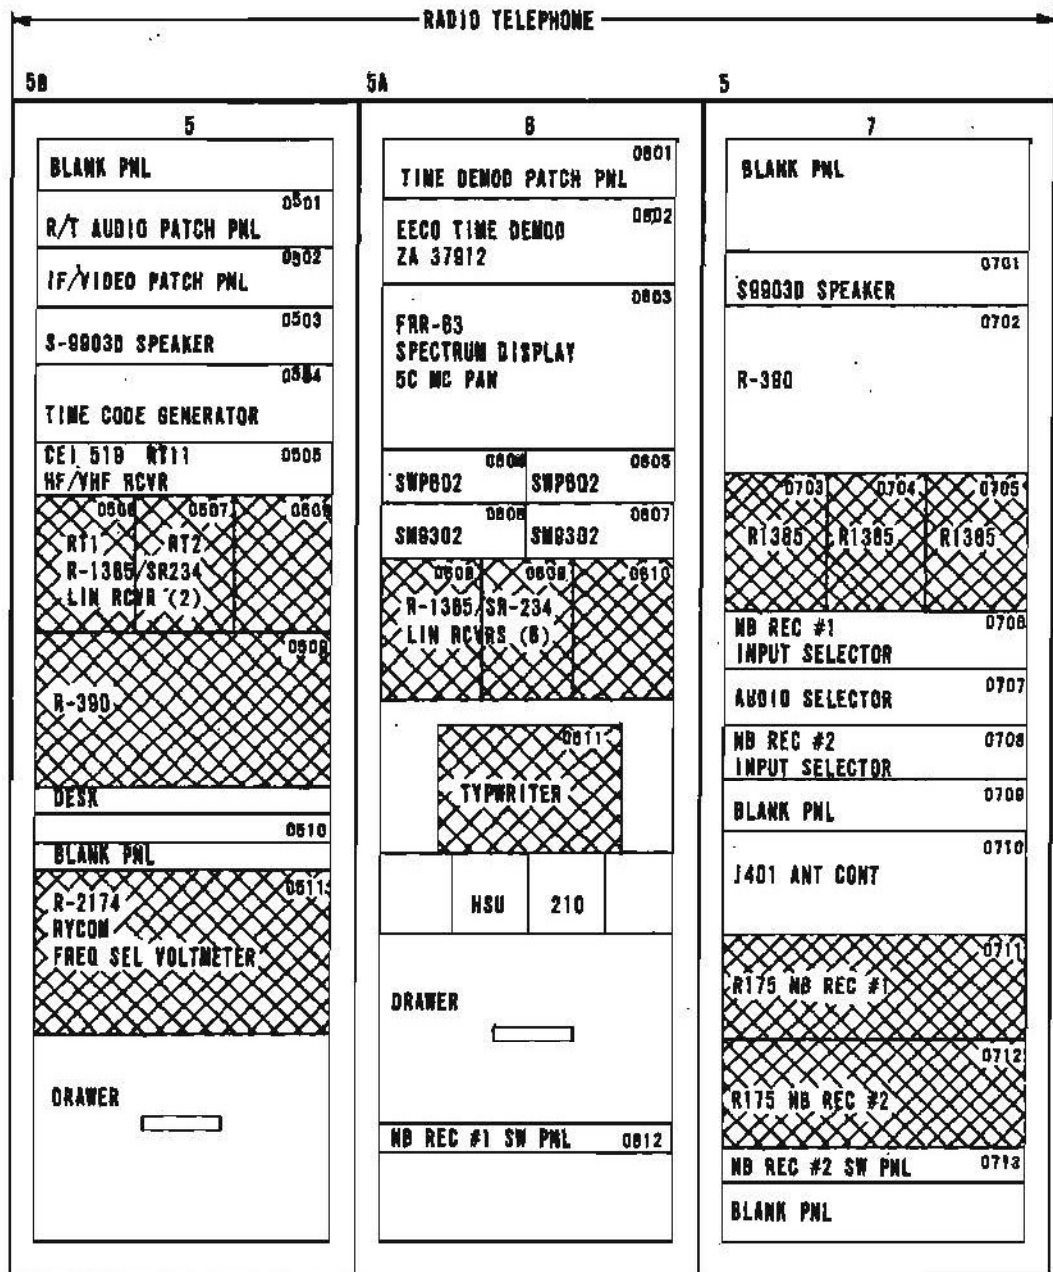 RADIO TELEPHONE
5B
5A
5
5
BLANK PNL
0501
R/T AUDIO PATCH PNL
0502
IF/VIDEO PATCH PNL
0503
S-9903D SPEAKER
0504
TIME CODE GENERATOR
CEI 519 RT11 0505
HF/VHF RCVR
0506 0507
RT1 RT2
R-1385/SR234
LIN RCVR (2)
0509
R-390
DESK
0510
BLANK PNL
0511
R-2174
RYCOM
FREQ SEL VOLTMETER
DRAWER
6
0601
TIME DEMOD PATCH PNL
0602
EECO TIME DEMOD
ZA 37912
0603
FRR-63
SPECTRUM DISPLAY
5C MC PAN
0604 0605
SWP602 SWP602
0606 0607
SM9302 SM9302
0608 0609 0610
R-1385/SR-234
LIN RCVRS (6)
0611
TYPWRITER
HSU 210
DRAWER
NB REC #1 SW PNL 0612
7
BLANK PNL
0701
S9903D SPEAKER
0702
R-390
0703 0704 0705
R1385 R1385 R1385
NB REC #1 0706
INPUT SELECTOR
0707
AUDIO SELECTOR
NB REC #2 0708
INPUT SELECTOR
0709
BLANK PNL
0710
J401 ANT CONT
0711
R175 NB REC #1
0712
R175 NB REC #2
NB REC #2 SW PNL 0713
BLANK PNL